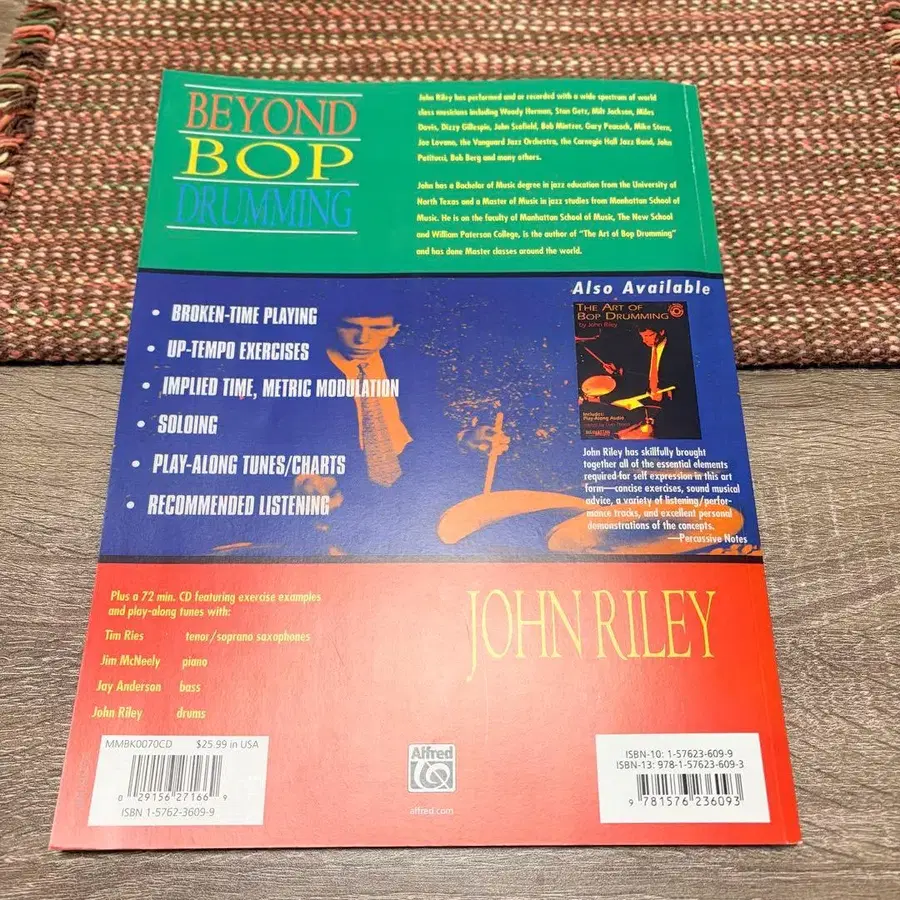 BEYOND
BOP
DRUMMING
John Riley has performed and or recorded with a wide spectrum of world
class musicians including Woody Herman, Stan Getz, Milt Jackson, Miles
Davis, Dizzy Gillespin, John Scofield, Bob Mintzer, Gary Peacock, Mike Stern,
Joe Lovano, the Vanguard Jazz Orchestra, the Carnegie Hall Jazz Band, John
Patitucci, Bob Berg and many others.
John has a Bachelor of Music degree in jazz education from the University of
North Texas and a Master of Music in jazz studies from Manhattan School of
Music. He is on the faculty of Manhattan School of Music, The New School
and William Paterson College, is the author of "The Art of Bop Drumming"
and has done Master classes around the world.
• BROKEN-TIME PLAYING
• UP-TEMPO EXERCISES
• IMPLIED TIME, METRIC MODULATION
• SOLOING
• PLAY-ALONG TUNES/CHARTS
• RECOMMENDED LISTENING
Also Available
THE ART OF
BOP DRUMMING
by John Riley
Includes:
Play-Along Audio
John Riley has skillfully brought
together all of the essential elements
required for self expression in this art
form—concise exercises, sound musical
advice, a variety of listening/perfor-
mance tracks, and excellent personal
demonstrations of the concepts.
—Percussive Notes
Plus a 72 min. CD featuring exercise examples
and play-along tunes with:
Tim Ries tenor/soprano saxophones
Jim McNeely piano
Jay Anderson bass
John Riley drums
JOHN RILEY
MMBK0070CD $25.99 in USA
0 29156 27166 9
ISBN 1-5762-3609-9
Alfred
alfred.com
ISBN-10: 1-57623-609-9
ISBN-13: 978-1-57623-609-3
9 781576 236093